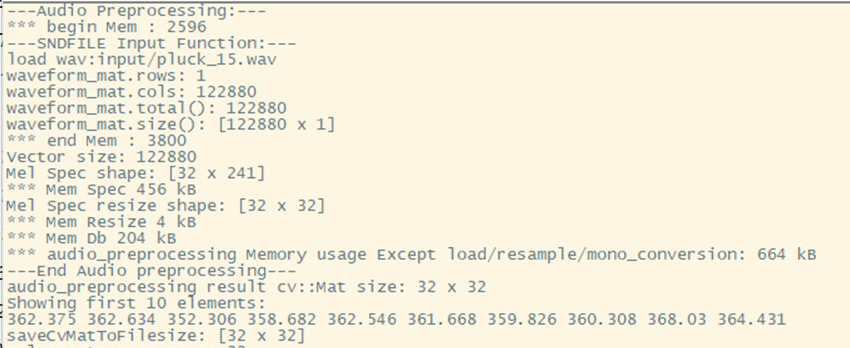 ---Audio Preprocessing:---
*** begin Mem : 2596
---SNDFILE Input Function:---
load wav:input/pluck_15.wav
waveform_mat.rows: 1
waveform_mat.cols: 122880
waveform_mat.total(): 122880
waveform_mat.size(): [122880 x 1]
*** end Mem : 3800
Vector size: 122880
Mel Spec shape: [32 x 241]
*** Mem Spec 456 kB
Mel Spec resize shape: [32 x 32]
*** Mem Resize 4 kB
*** Mem Db 204 kB
*** audio_preprocessing Memory usage Except load/resample/mono_conversion: 664 kB
---End Audio preprocessing---
audio_preprocessing result cv::Mat size: 32 x 32
Showing first 10 elements:
362.375 362.634 352.306 358.682 362.546 361.668 359.826 360.308 368.03 364.431
saveCvMatToFilesize: [32 x 32]